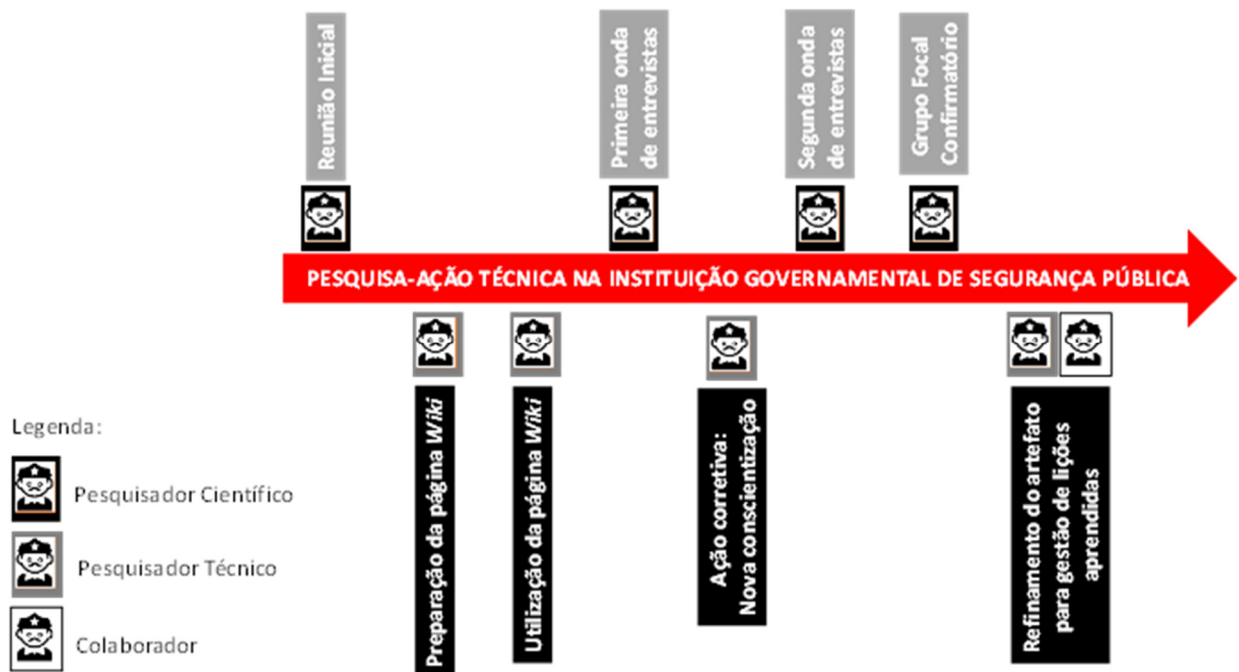 Reunião Inicial
Primeira onda
de entrevistas
Segunda onda
de entrevistas
Grupo Focal
Confirmatório
PESQUISA-AÇÃO TÉCNICA NA INSTITUIÇÃO GOVERNAMENTAL DE SEGURANÇA PÚBLICA
Preparação da página Wiki
Utilização da página Wiki
Ação corretiva:
Nova conscientização
Refinamento do artefato
para gestão de lições
aprendidas
Legenda:
Pesquisador Científico
Pesquisador Técnico
Colaborador